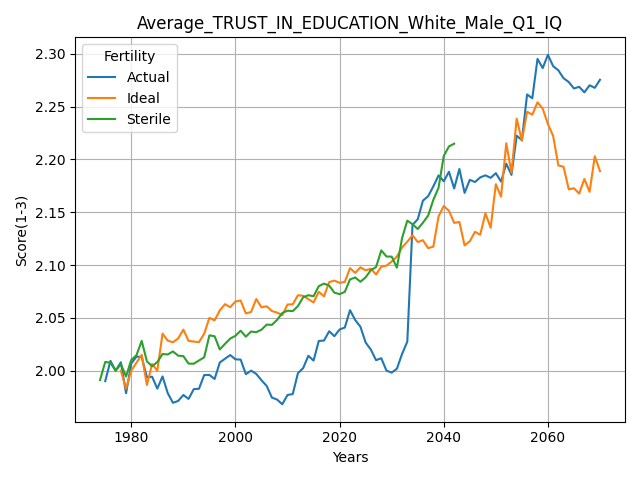 Average_TRUST_IN_EDUCATION_White_Male_Q1_IQ
Fertility
Actual
Ideal
Sterile
Score(1-3)
2.30
2.25
2.20
2.15
2.10
2.05
2.00
1980
2000
2020
2040
2060
Years